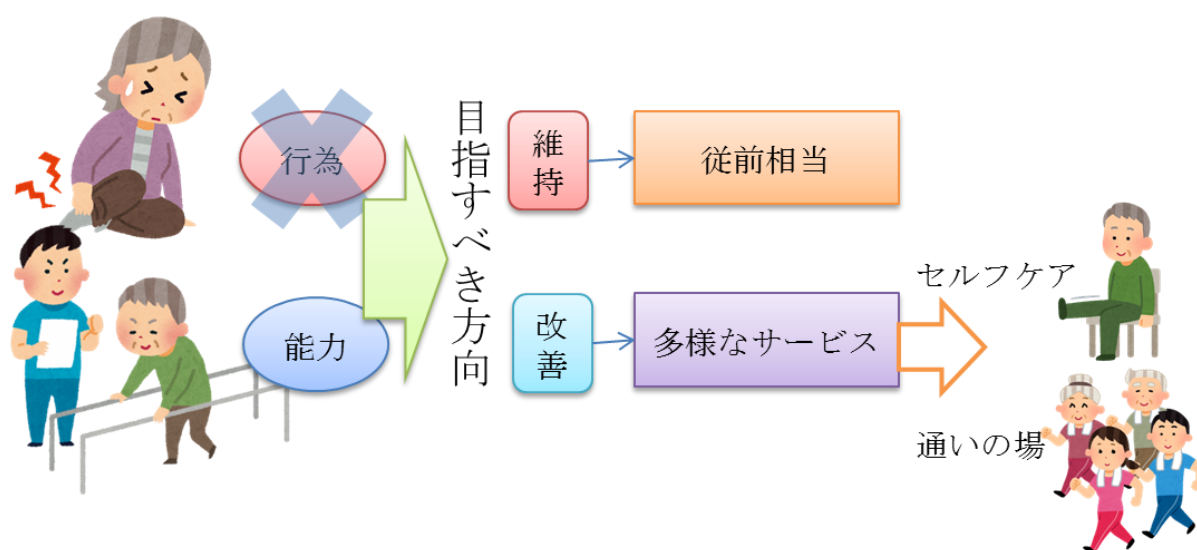 行為
能力
目指すべき方向
維持
従前相当
改善
多様なサービス
セルフケア
通いの場